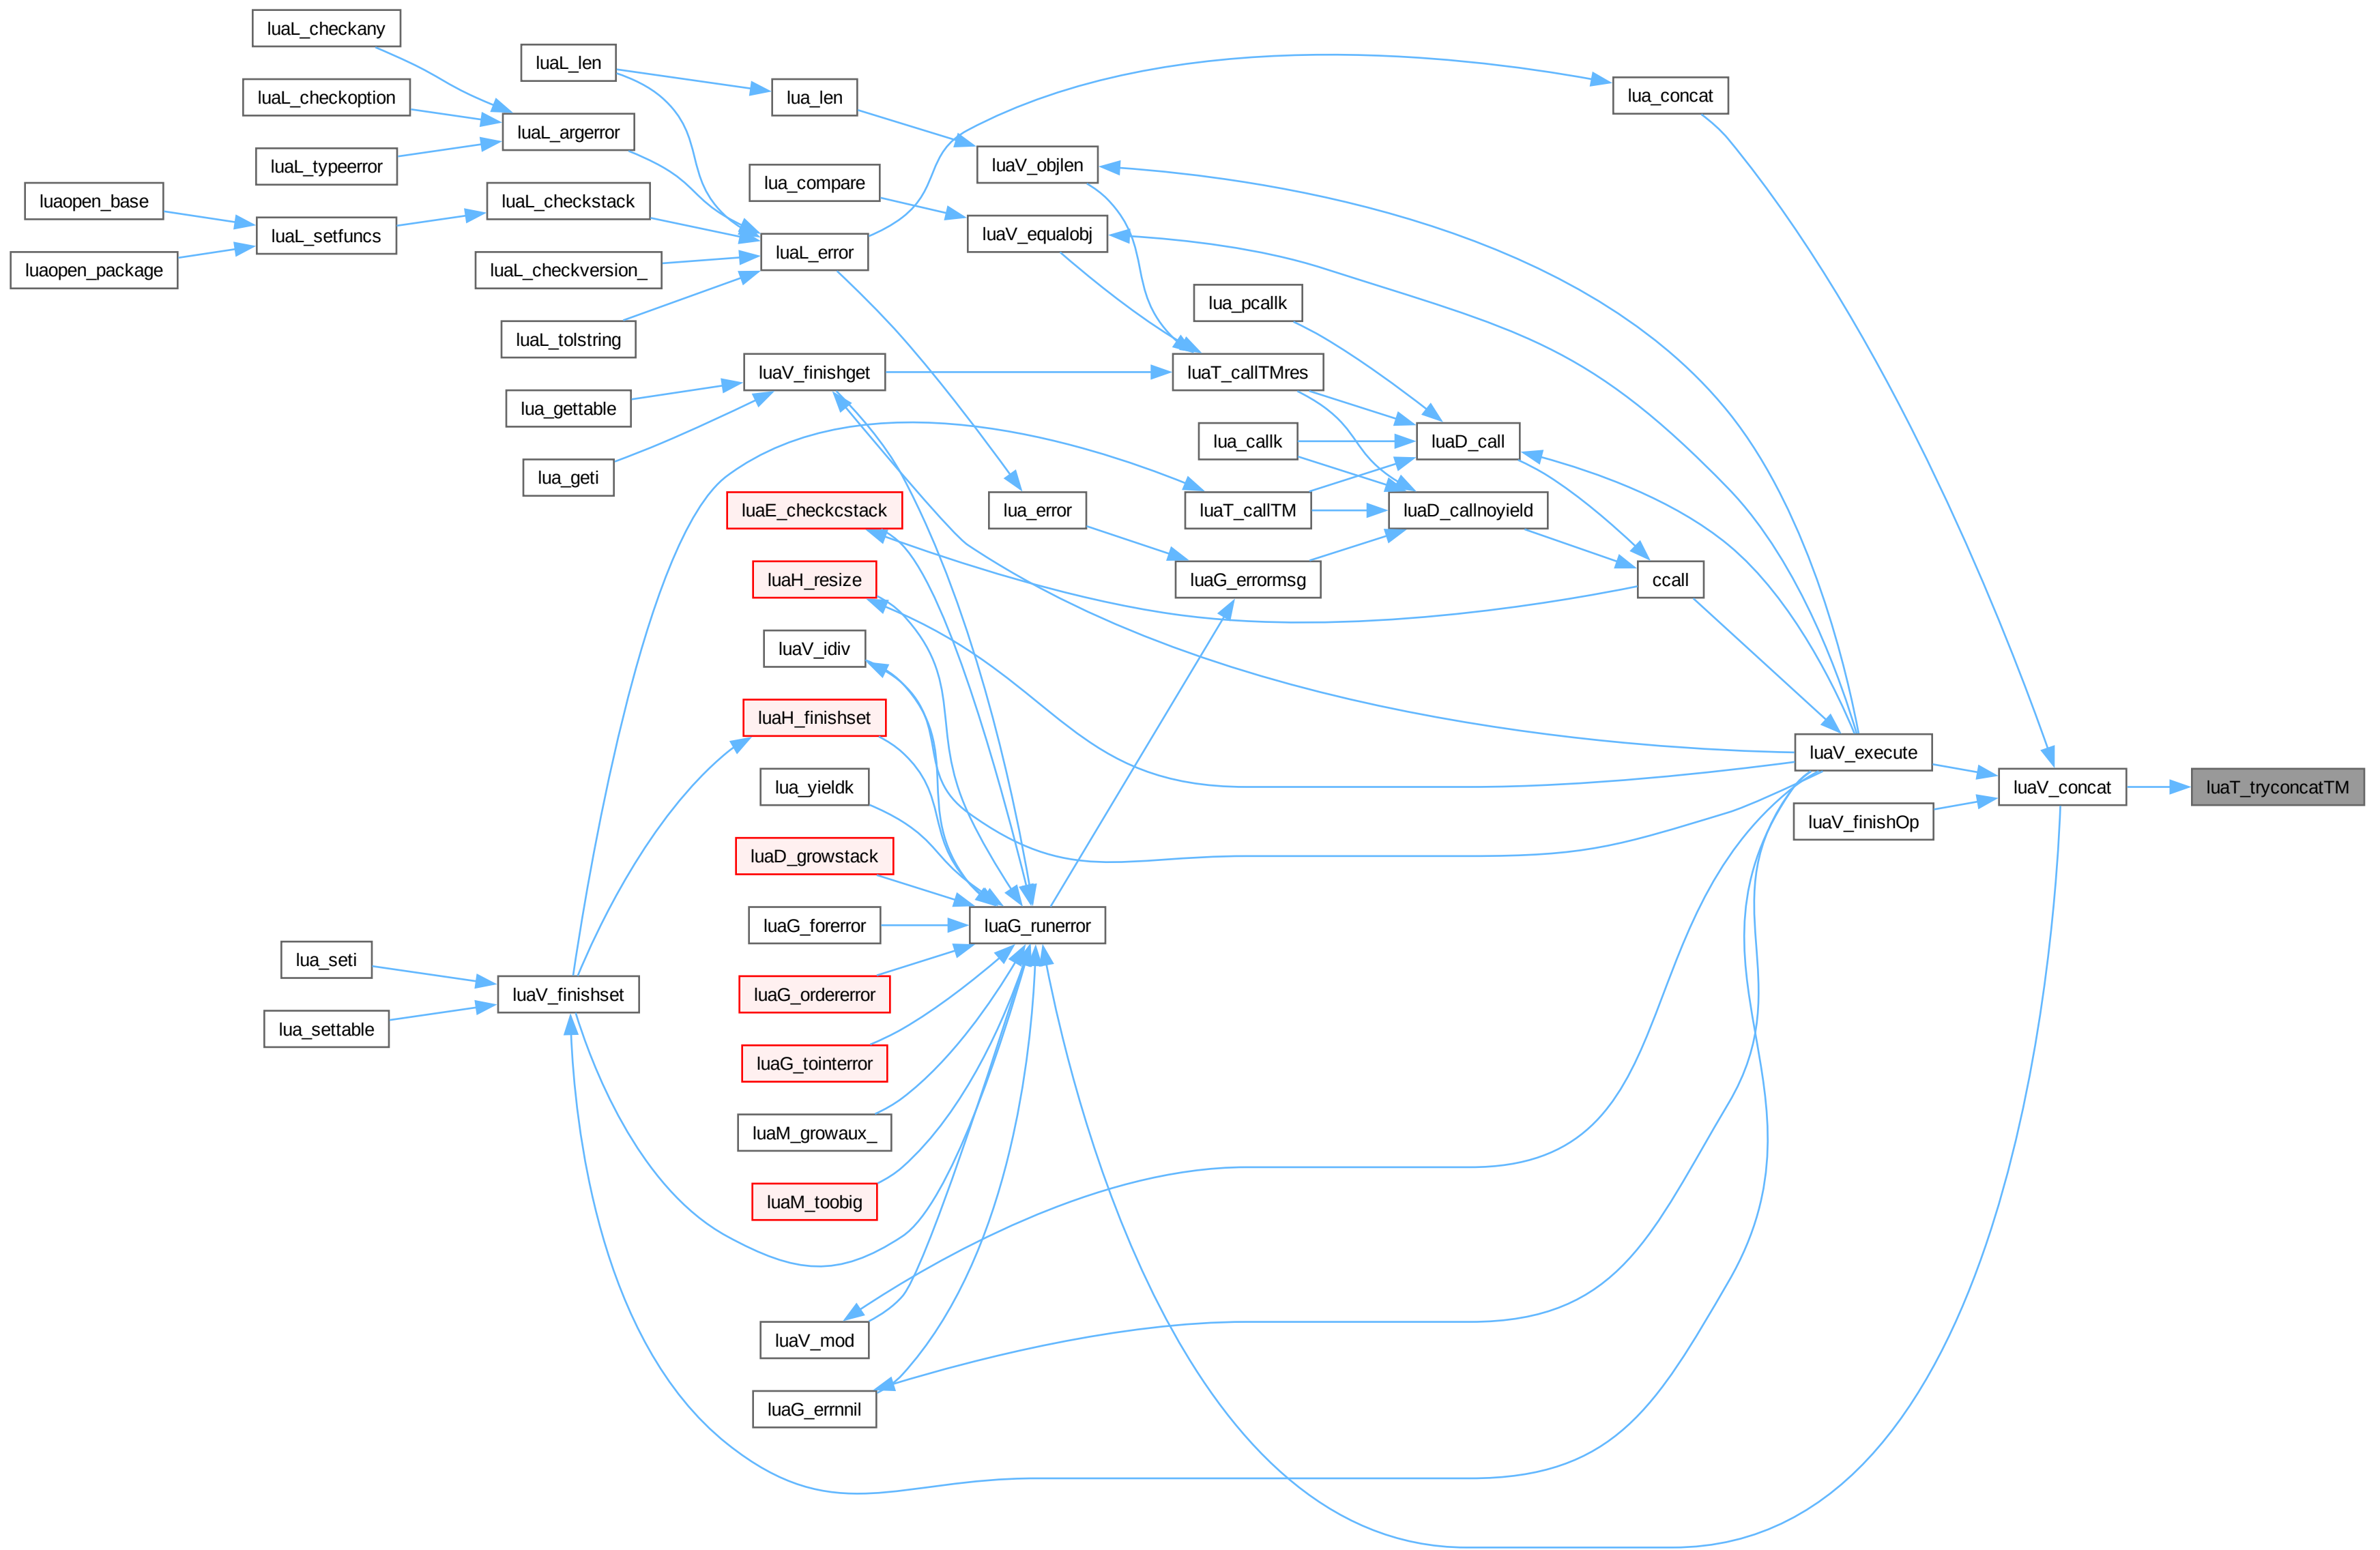 luaL_checkany
luaL_checkoption
luaL_typeerror
luaopen_base
luaopen_package
luaL_setfuncs
luaL_len
luaL_argerror
luaL_checkstack
luaL_checkversion_
luaL_tolstring
lua_len
lua_compare
luaL_error
luaV_objlen
luaV_equalobj
lua_concat
lua_pcallk
luaV_finishget
luaT_callTMres
lua_gettable
lua_geti
lua_callk
luaD_call
luaE_checkcstack
lua_error
luaT_callTM
luaD_callnoyield
luaH_resize
luaG_errormsg
ccall
luaV_idiv
luaH_finishset
luaV_execute
lua_yieldk
luaV_concat
luaT_tryconcatTM
luaV_finishOp
luaD_growstack
luaG_forerror
luaG_runerror
lua_seti
lua_settable
luaV_finishset
luaG_ordererror
luaG_tointerror
luaM_growaux_
luaM_toobig
luaV_mod
luaG_errnnil